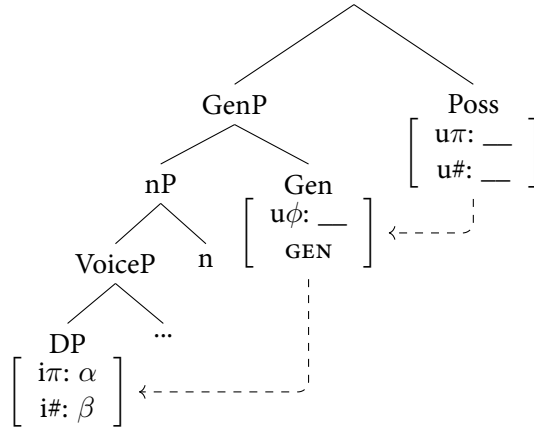 GenP
Poss
uπ: __
u#: __
nP
Gen
uϕ: __
GEN
VoiceP
n
DP
...
iπ: α
i#: β